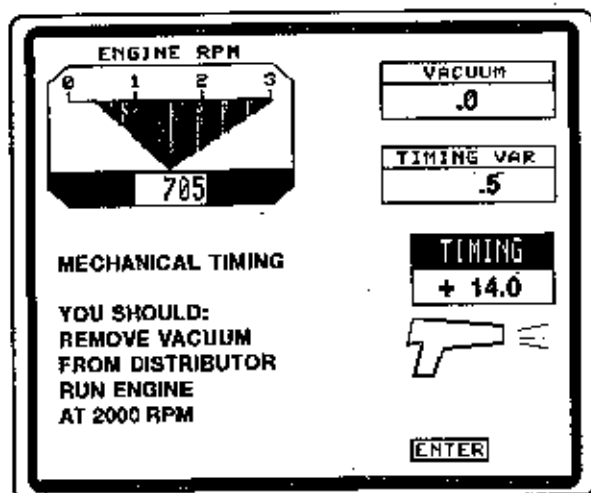 ENGINE RPM
0 1 2 3
705
VACUUM
.0
TIMING VAR
.5
TIMING
+ 14.0
MECHANICAL TIMING
YOU SHOULD:
REMOVE VACUUM
FROM DISTRIBUTOR
RUN ENGINE
AT 2000 RPM
ENTER